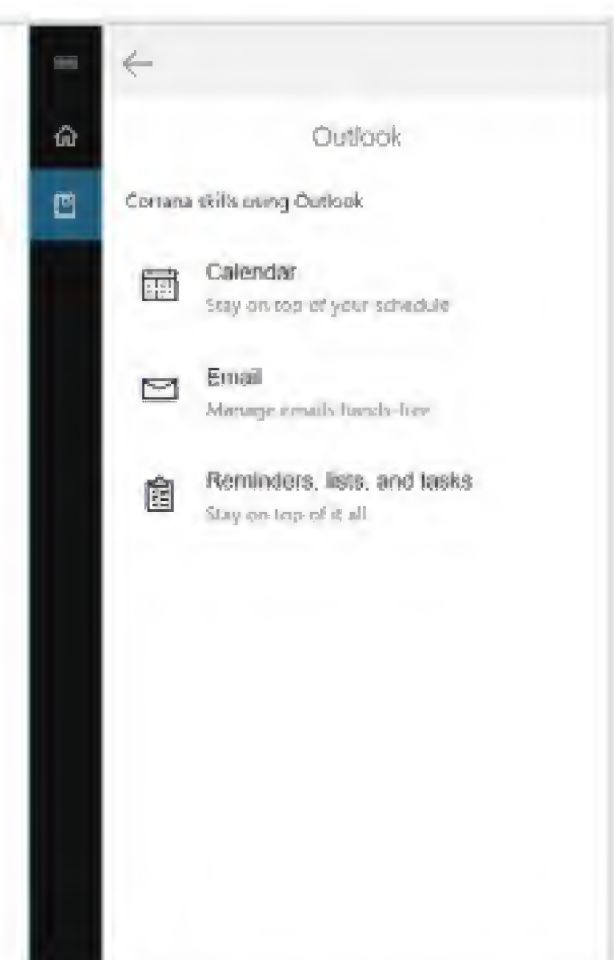 Outlook
Cortana skills using Outlook
Calendar
Stay on top of your schedule
Email
Manage emails hands-free
Reminders, lists, and tasks
Stay on top of it all